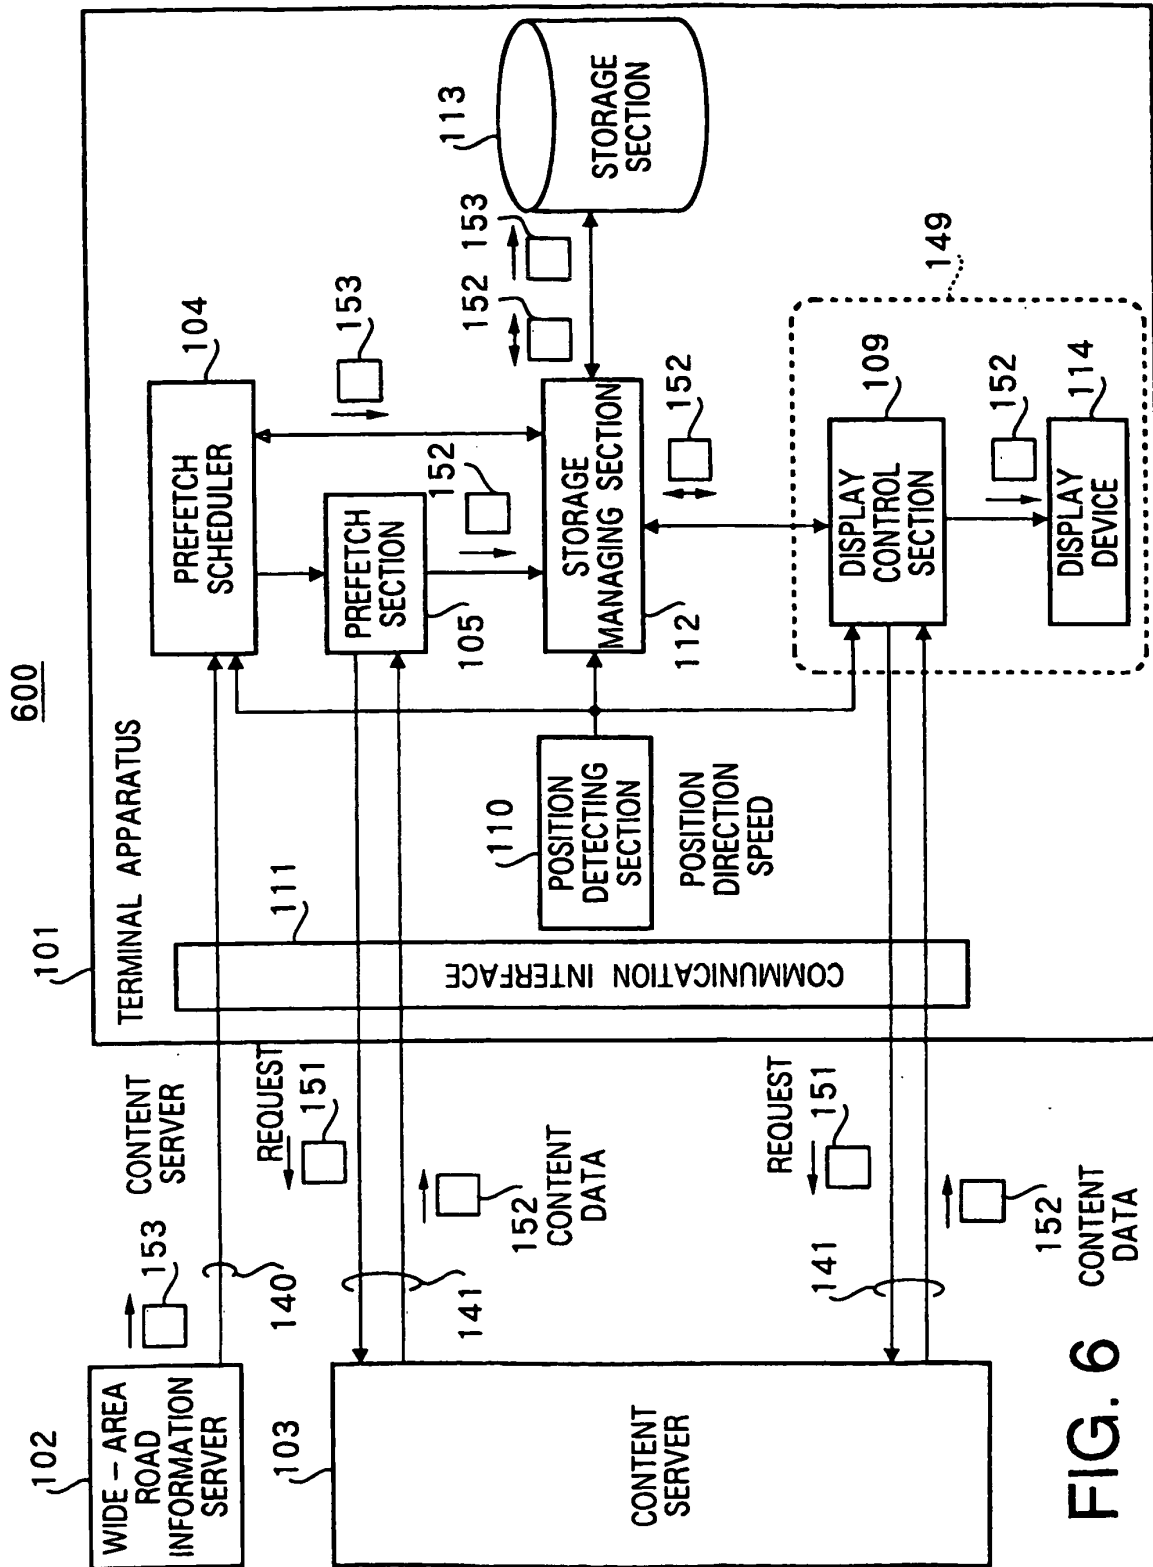 600
101
TERMINAL APPARATUS
102
WIDE-AREA
ROAD
INFORMATION
SERVER
153
140
CONTENT
SERVER
104
PREFETCH
SCHEDULER
153
113
STORAGE
SECTION
REQUEST
151
141
152
CONTENT
DATA
111
COMMUNICATION INTERFACE
PREFETCH
SECTION
105
152
152
153
110
POSITION
DETECTING
SECTION
POSITION
DIRECTION
SPEED
STORAGE
MANAGING SECTION
112
152
149
103
CONTENT
SERVER
REQUEST
151
141
152
CONTENT
DATA
109
DISPLAY
CONTROL
SECTION
152
114
DISPLAY
DEVICE
FIG. 6